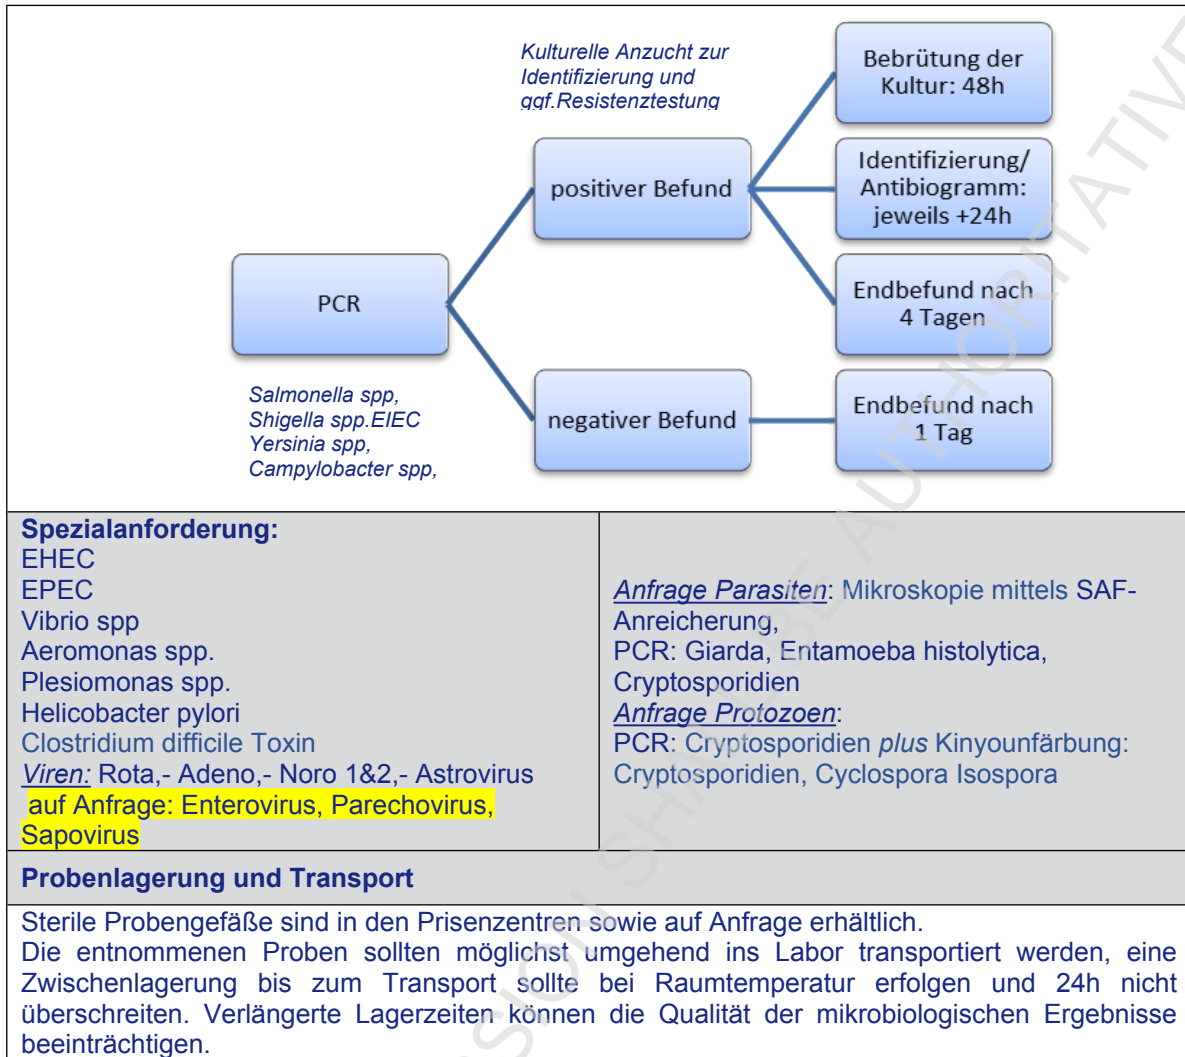 Kulturelle Anzucht zur
Identifizierung und
ggf.Resistenztestung
Bebrütung der
Kultur: 48h
positiver Befund
Identifizierung/
Antibiogramm:
jeweils +24h
PCR
Endbefund nach
4 Tagen
Salmonella spp,
Shigella spp.EIEC
Yersinia spp,
Campylobacter spp,
negativer Befund
Endbefund nach
1 Tag
Spezialanforderung:
EHEC
EPEC
Vibrio spp
Aeromonas spp.
Plesiomonas spp.
Helicobacter pylori
Clostridium difficile Toxin
Viren: Rota,- Adeno,- Noro 1&2,- Astrovirus
auf Anfrage: Enterovirus, Parechovirus,
Sapovirus
Anfrage Parasiten: Mikroskopie mittels SAF-
Anreicherung,
PCR: Giarda, Entamoeba histolytica,
Cryptosporidien
Anfrage Protozoen:
PCR: Cryptosporidien plus Kinyounfärbung:
Cryptosporidien, Cyclospora Isospora
Probenlagerung und Transport
Sterile Probengefäße sind in den Prisenzentren sowie auf Anfrage erhältlich.
Die entnommenen Proben sollten möglichst umgehend ins Labor transportiert werden, eine
Zwischenlagerung bis zum Transport sollte bei Raumtemperatur erfolgen und 24h nicht
überschreiten. Verlängerte Lagerzeiten können die Qualität der mikrobiologischen Ergebnisse
beeinträchtigen.
SHALL BE AUTHORITATIVE